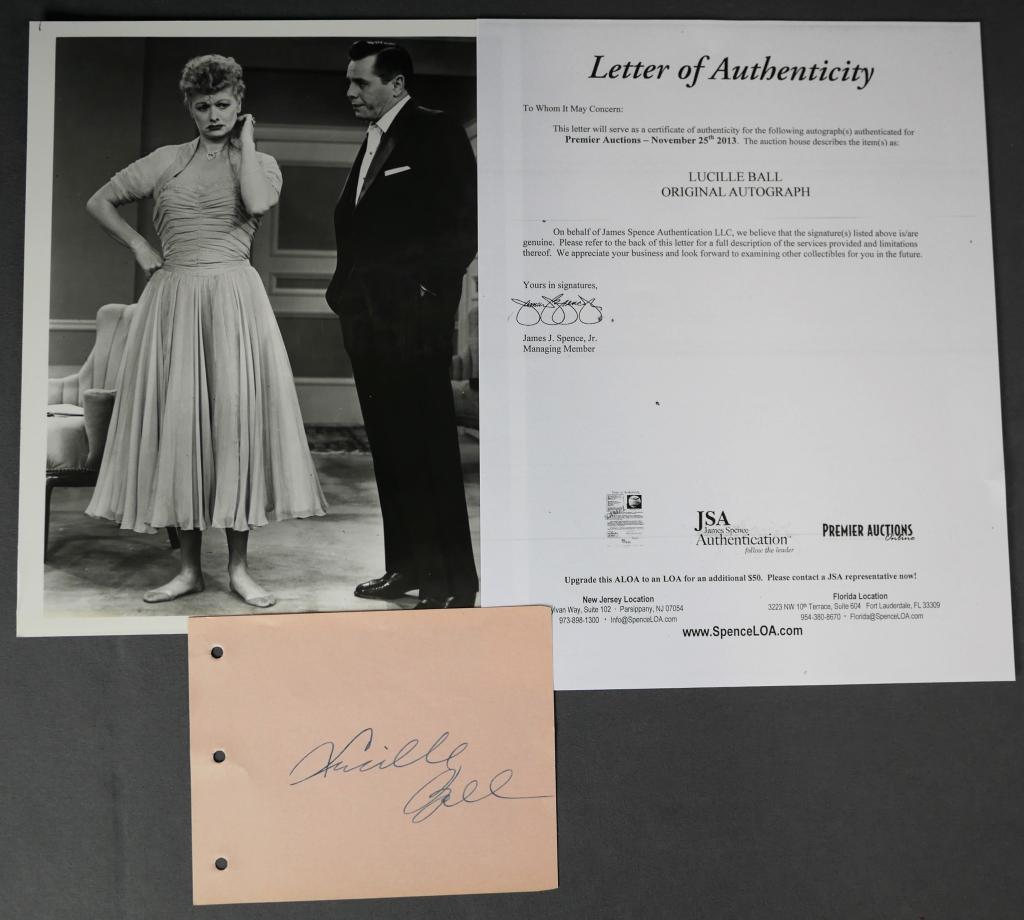 Letter of Authenticity
To Whom It May Concern:
This letter will serve as a certificate of authenticity for the following autograph(s) authenticated for
Premier Auctions – November 25th 2013. The auction house describes the item(s) as:
LUCILLE BALL
ORIGINAL AUTOGRAPH
On behalf of James Spence Authentication LLC, we believe that the signature(s) listed above is/are
genuine. Please refer to the back of this letter for a full description of the services provided and limitations
thereof. We appreciate your business and look forward to examining other collectibles for you in the future.
Yours in signatures,
James Spence Jr
James J. Spence, Jr.
Managing Member
JSA
James Spence
Authentication
follow the leader
PREMIER AUCTIONS
Online
Upgrade this ALOA to an LOA for an additional $50. Please contact a JSA representative now!
New Jersey Location
lvan Way, Suite 102 · Parsippany, NJ 07054
973-898-1300 · Info@SpenceLOA.com
Florida Location
3223 NW 10th Terrace, Suite 604 Fort Lauderdale, FL 33309
954-380-8670 · Florida@SpenceLOA.com
www.SpenceLOA.com
Lucille
Ball